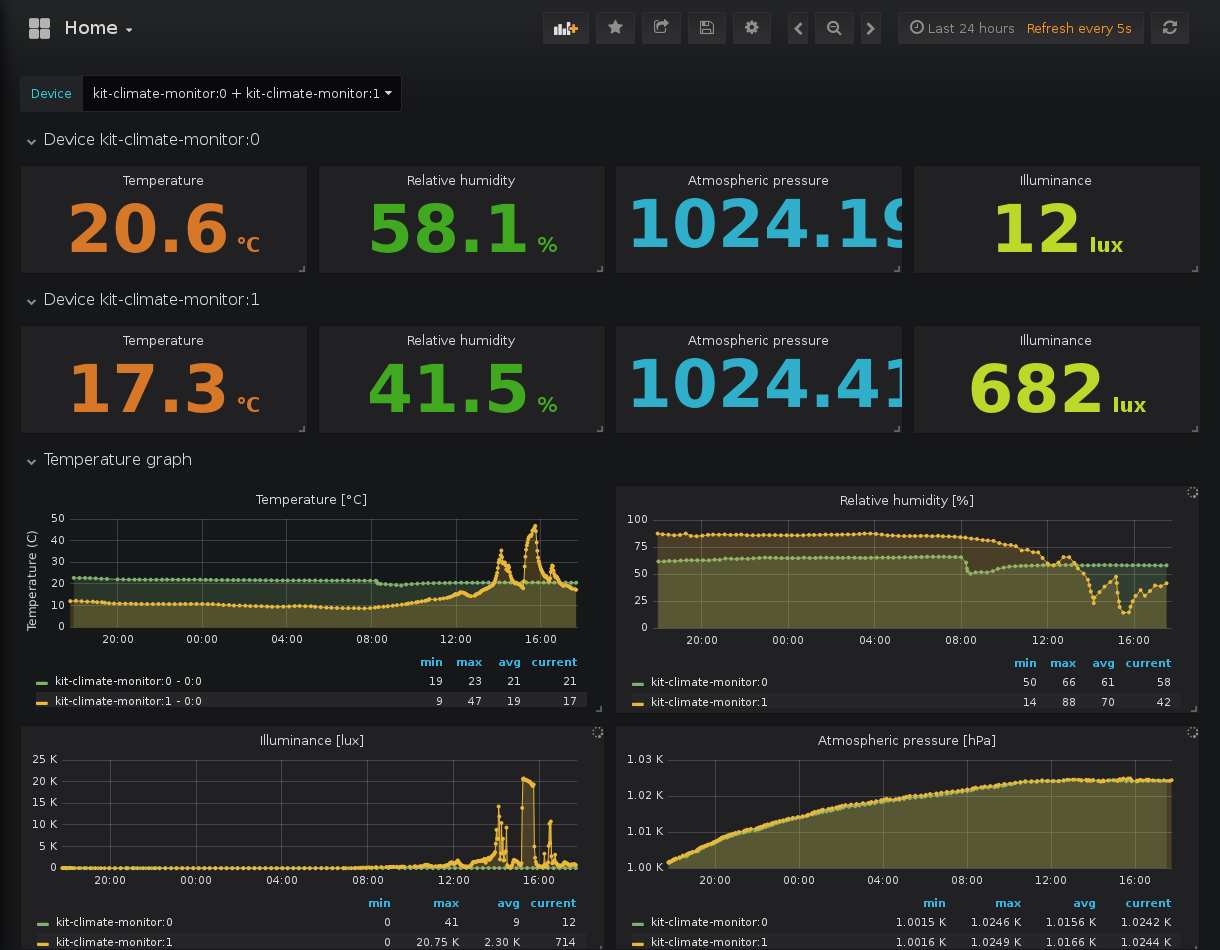 Home
Last 24 hours Refresh every 5s
Device kit-climate-monitor:0 + kit-climate-monitor:1
Device kit-climate-monitor:0
Temperature Relative humidity Atmospheric pressure Illuminance
20.6 °C 58.1 % 1024.19 12 lux
Device kit-climate-monitor:1
Temperature Relative humidity Atmospheric pressure Illuminance
17.3 °C 41.5 % 1024.41 682 lux
Temperature graph
Temperature [°C]
Temperature (C)
50
40
30
20
10
0
20:00 00:00 04:00 08:00 12:00 16:00
min max avg current
kit-climate-monitor:0 - 0:0 19 23 21 21
kit-climate-monitor:1 - 0:0 9 47 19 17
Relative humidity [%]
100
75
50
25
0
20:00 00:00 04:00 08:00 12:00 16:00
min max avg current
kit-climate-monitor:0 50 66 61 58
kit-climate-monitor:1 14 88 70 42
Illuminance [lux]
25 K
20 K
15 K
10 K
5 K
0
20:00 00:00 04:00 08:00 12:00 16:00
min max avg current
kit-climate-monitor:0 0 41 9 12
kit-climate-monitor:1 0 20.75 K 2.30 K 714
Atmospheric pressure [hPa]
1.03 K
1.02 K
1.01 K
1.00 K
20:00 00:00 04:00 08:00 12:00 16:00
min max avg current
kit-climate-monitor:0 1.0015 K 1.0246 K 1.0156 K 1.0242 K
kit-climate-monitor:1 1.0016 K 1.0249 K 1.0166 K 1.0244 K